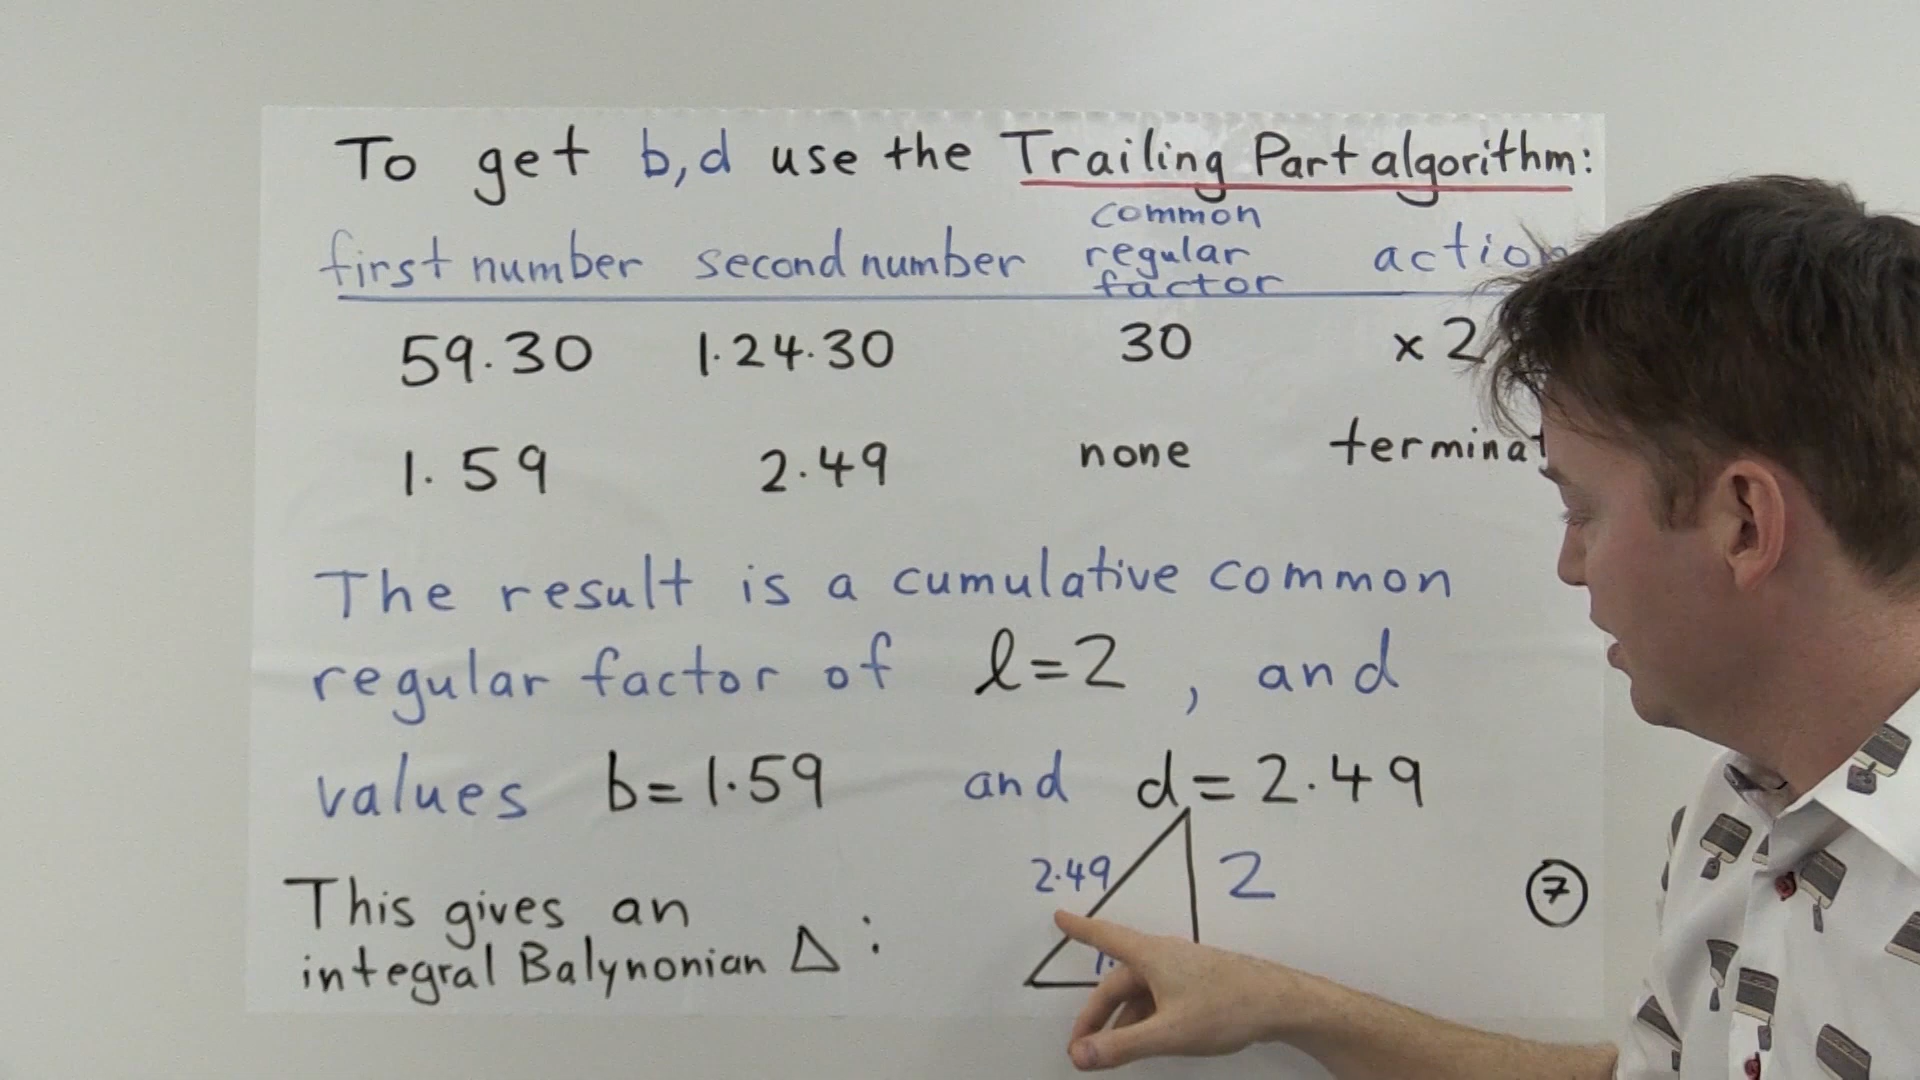 To get b,d use the Trailing Part algorithm:
first number second number common regular factor action
59.30 1.24.30 30 x 2
1.59 2.49 none terminat
The result is a cumulative common
regular factor of l=2, and
values b=1.59 and d=2.49
This gives an
integral Balynonian Δ:
2.49
2
1.
7